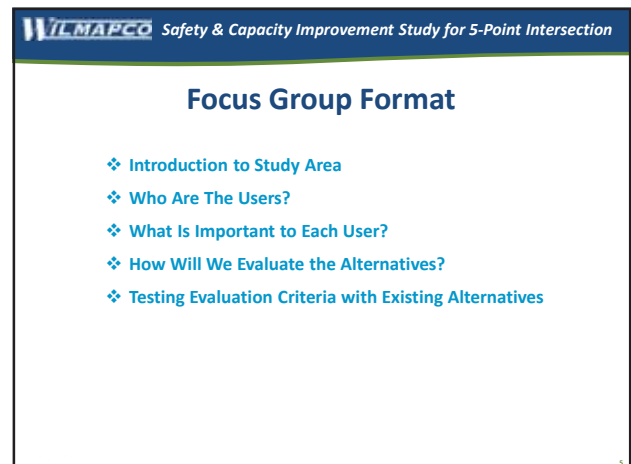 WILMAPCO Safety & Capacity Improvement Study for 5-Point Intersection
Focus Group Format
❖ Introduction to Study Area
❖ Who Are The Users?
❖ What Is Important to Each User?
❖ How Will We Evaluate the Alternatives?
❖ Testing Evaluation Criteria with Existing Alternatives
5